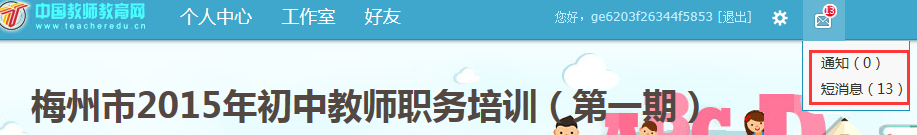 中国教师教育网
www.teacheredu.cn
个人中心 工作室 好友
您好，ge6203f26344f5853 [退出]
13
通知（0）
短消息（13）
梅州市2015年初中教师职务培训（第一期）
ABCD